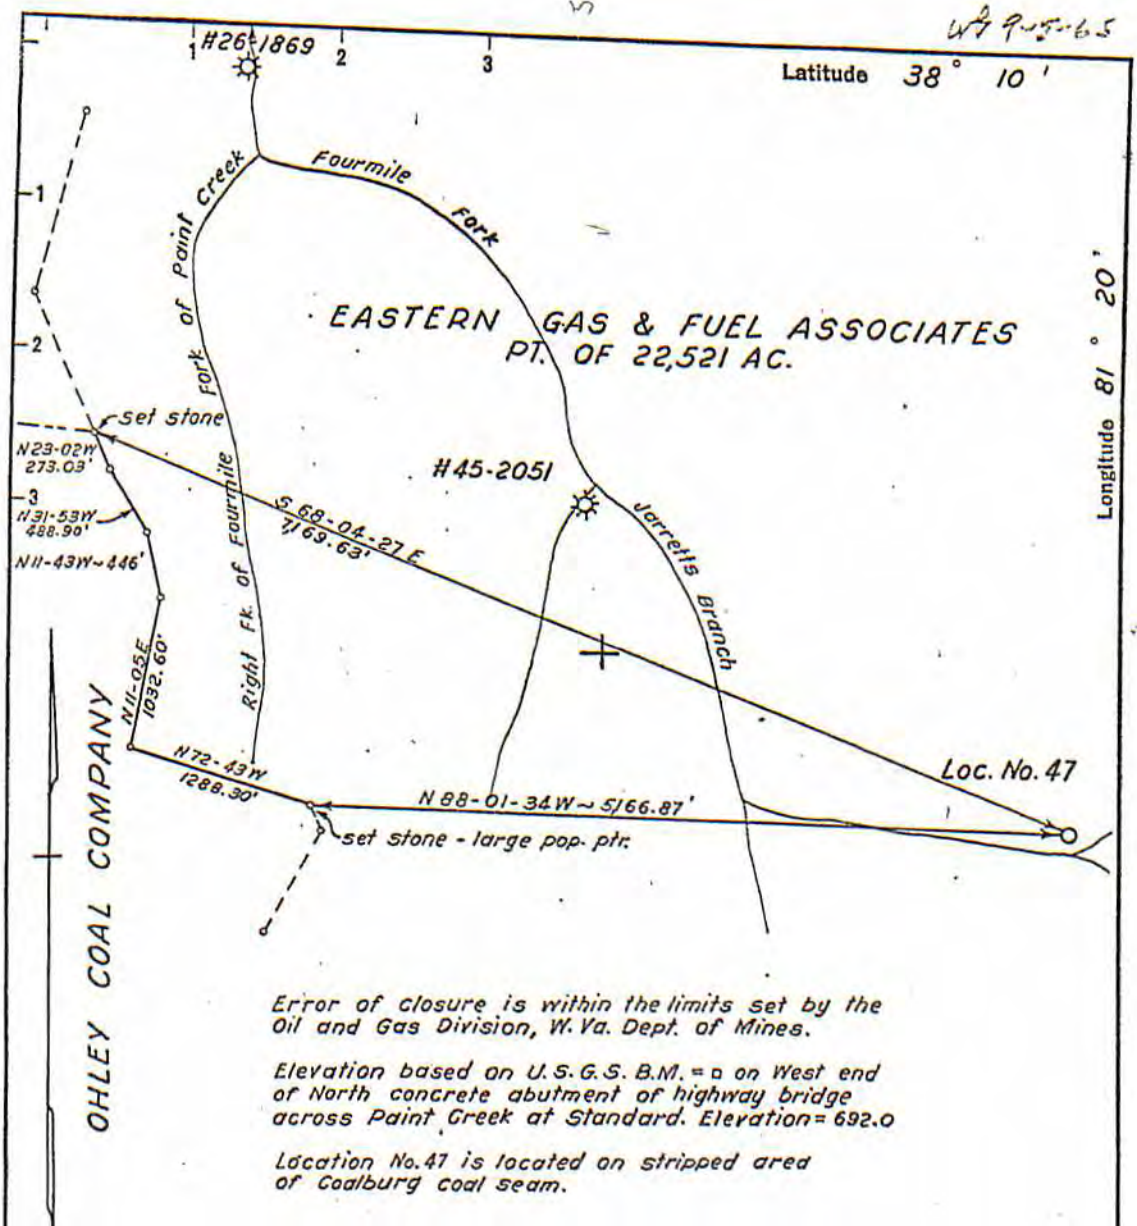 9-5-65
1 #26-1869 2 3
Latitude 38° 10'
1
2
3
Fourmile Fork
Right Fk. of Fourmile Fork of Paint Creek
EASTERN GAS & FUEL ASSOCIATES
PT. OF 22,521 AC.
Longitude 81° 20'
set stone
N23-02W
273.03'
#45-2051
N31-53W
488.90'
S 68-04-27 E
7169.63'
N11-43W~446'
Jarretts Branch
N11-05E
1032.60'
N72-43W
1288.30'
Loc. No. 47
N 88-01-34W~5166.87'
set stone - large pop. ptr.
OHLEY COAL COMPANY
Error of closure is within the limits set by the
Oil and Gas Division, W. Va. Dept. of Mines.
Elevation based on U.S.G.S. B.M. = □ on West end
of North concrete abutment of highway bridge
across Paint Creek at Standard. Elevation = 692.0
Location No. 47 is located on stripped area
of Coalburg coal seam.